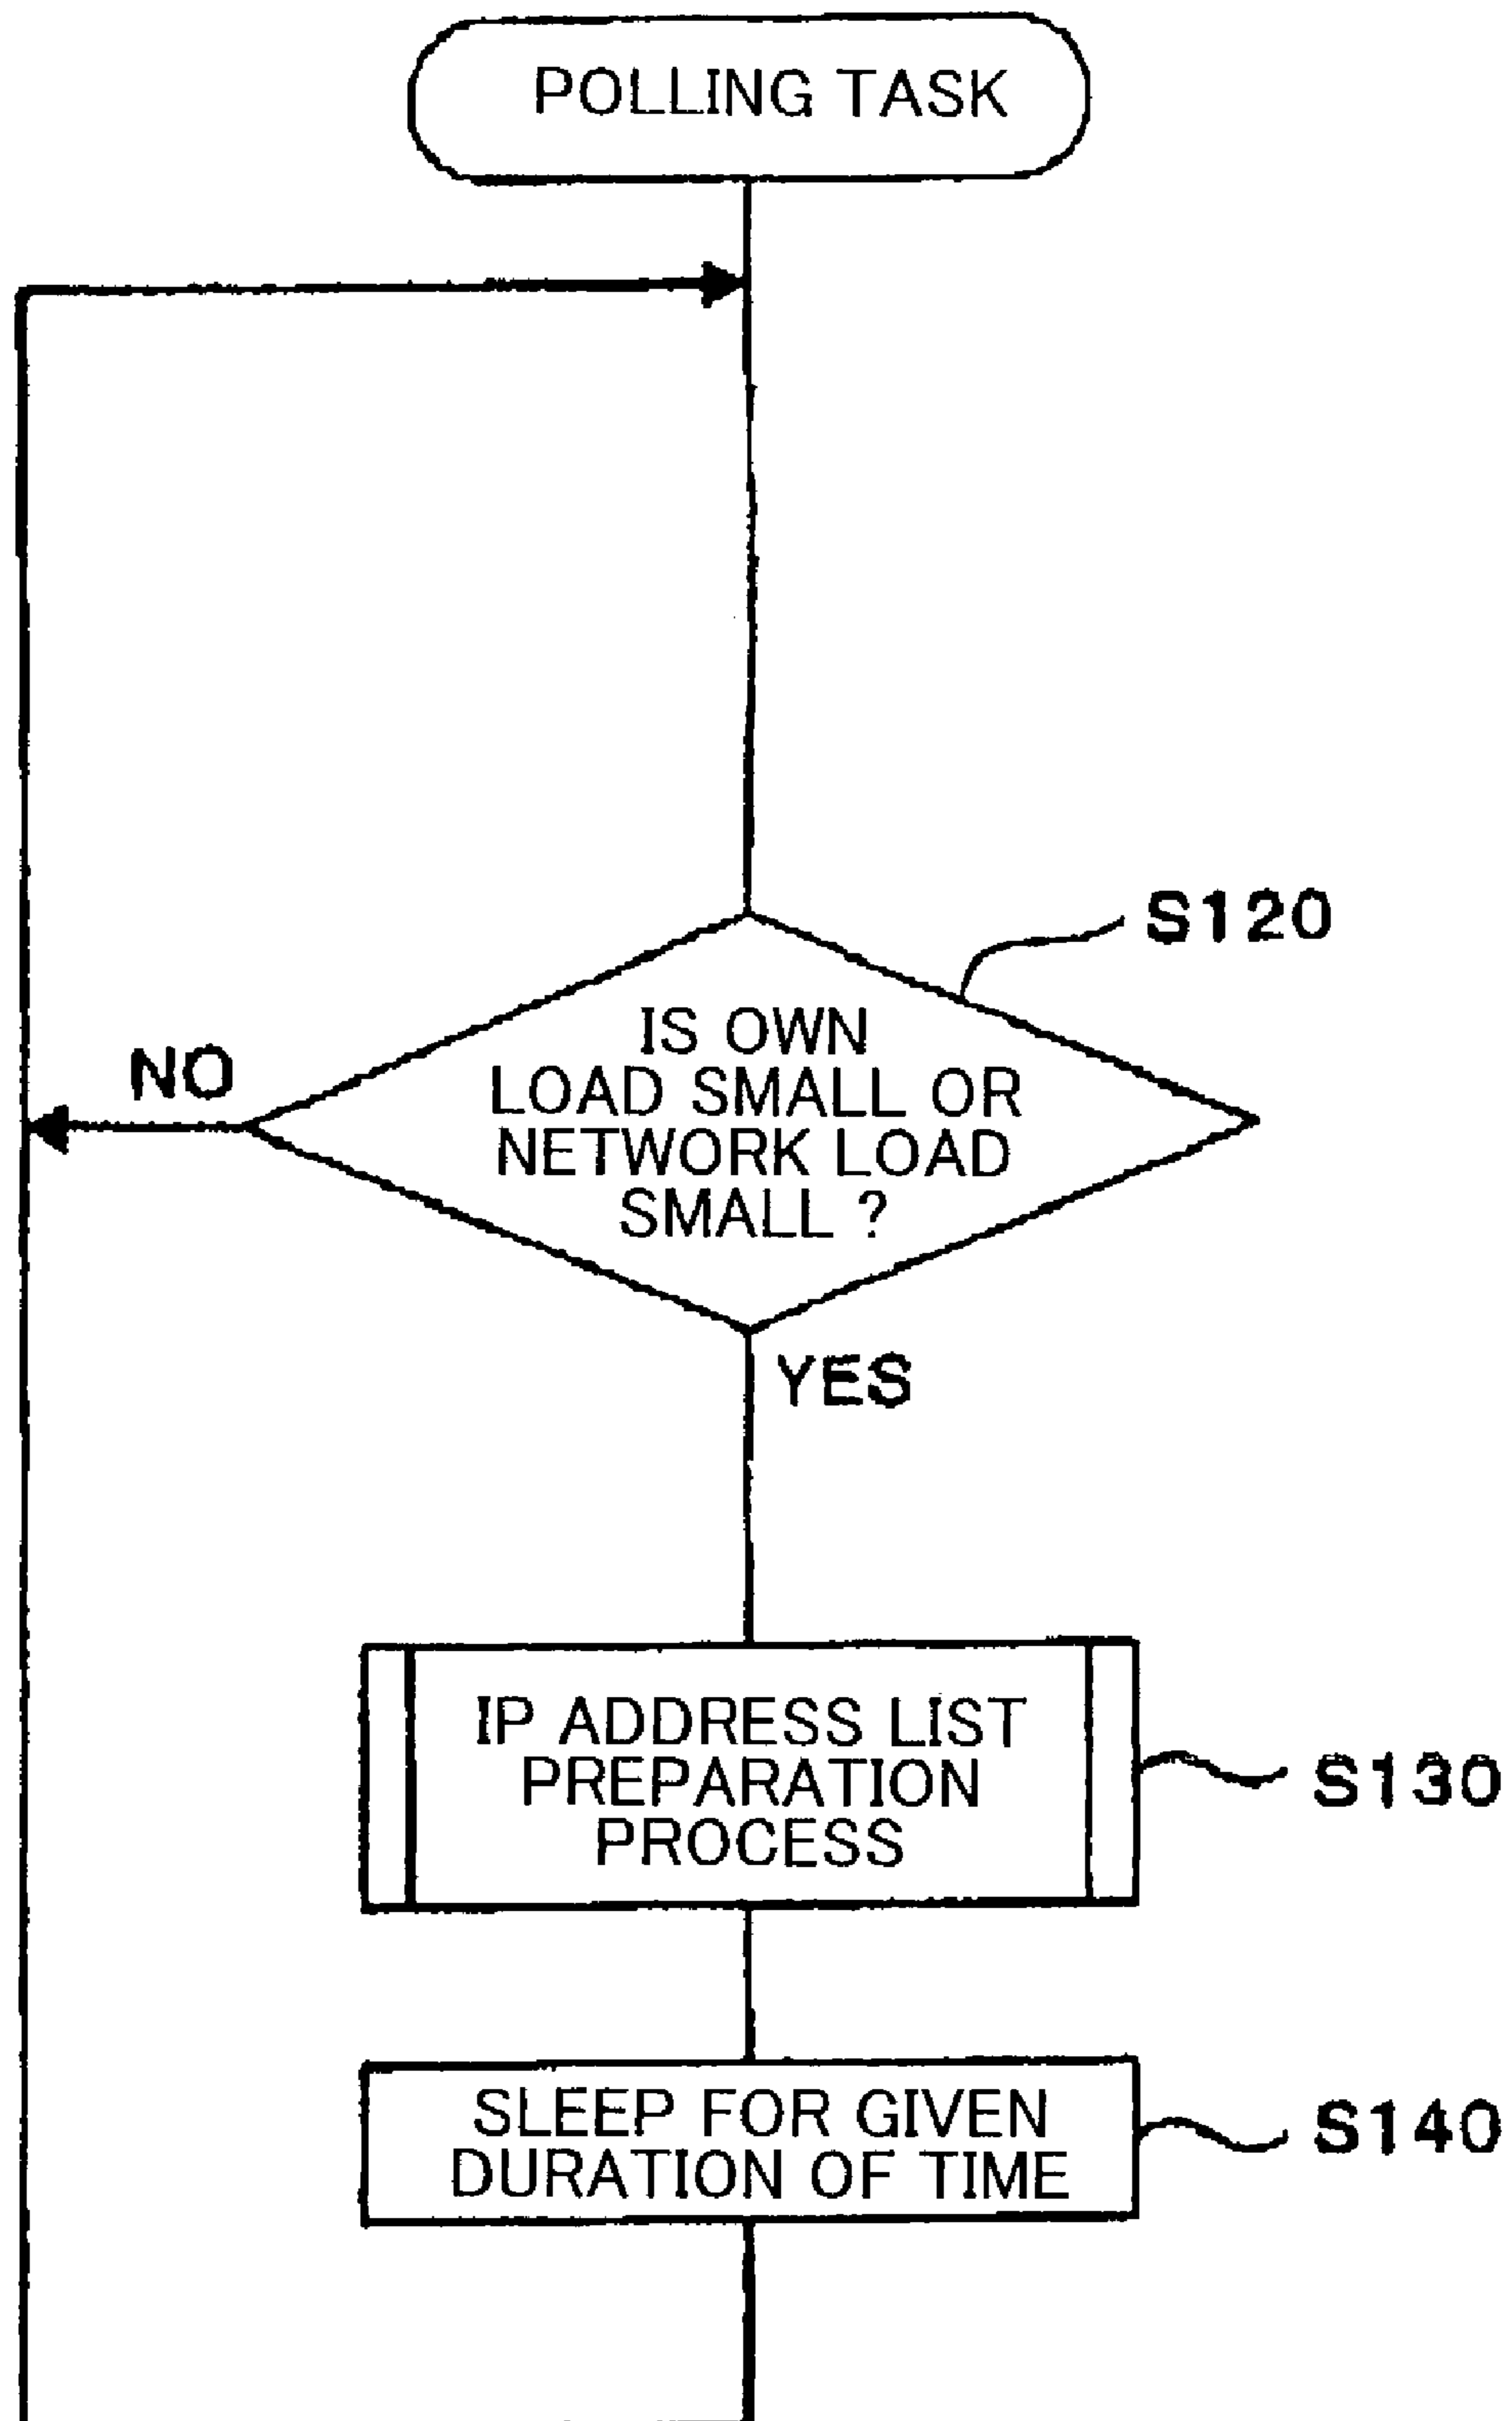 POLLING TASK
S120
IS OWN
LOAD SMALL OR
NETWORK LOAD
SMALL ?
NO
YES
IP ADDRESS LIST
PREPARATION
PROCESS
S130
SLEEP FOR GIVEN
DURATION OF TIME
S140